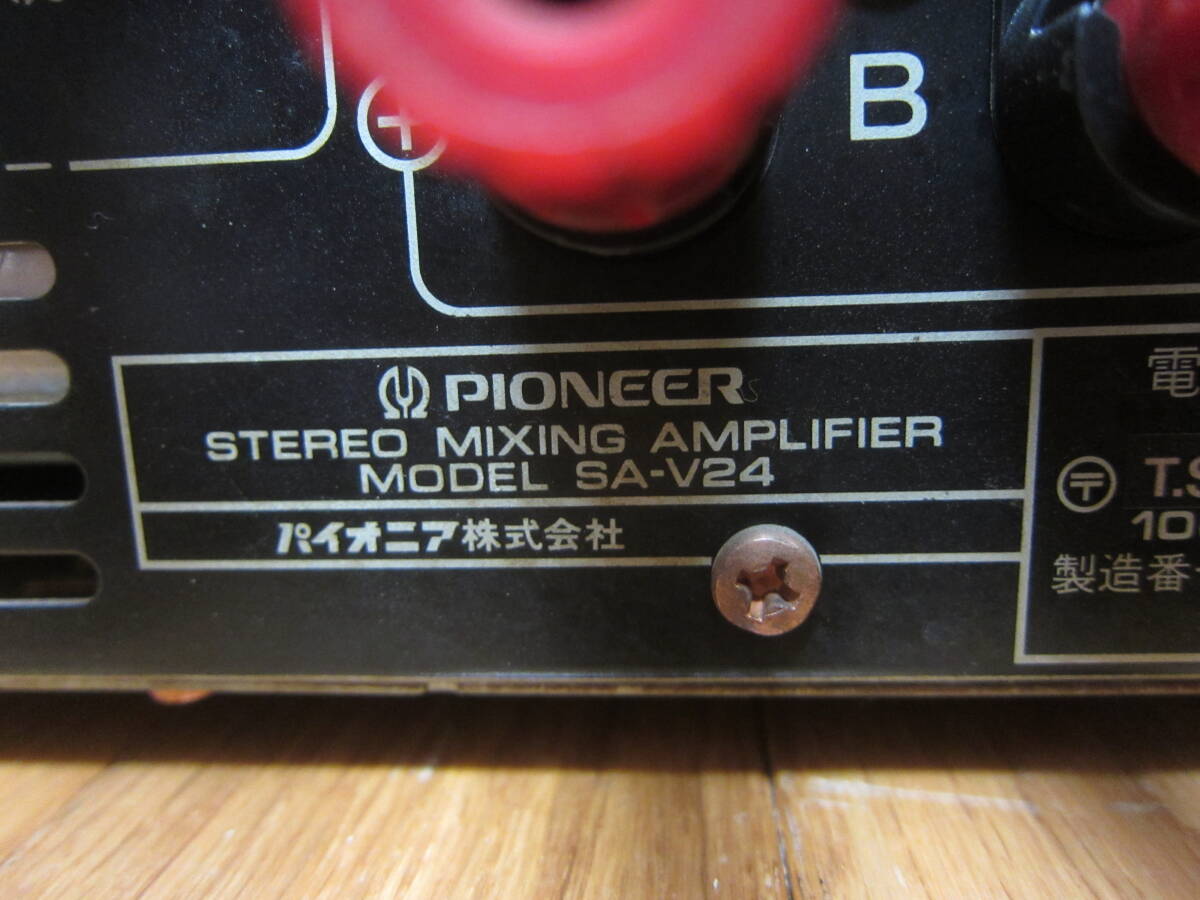 B
PIONEER
STEREO MIXING AMPLIFIER
MODEL SA-V24
パイオニア株式会社
電
〒 T.S
10
製造番